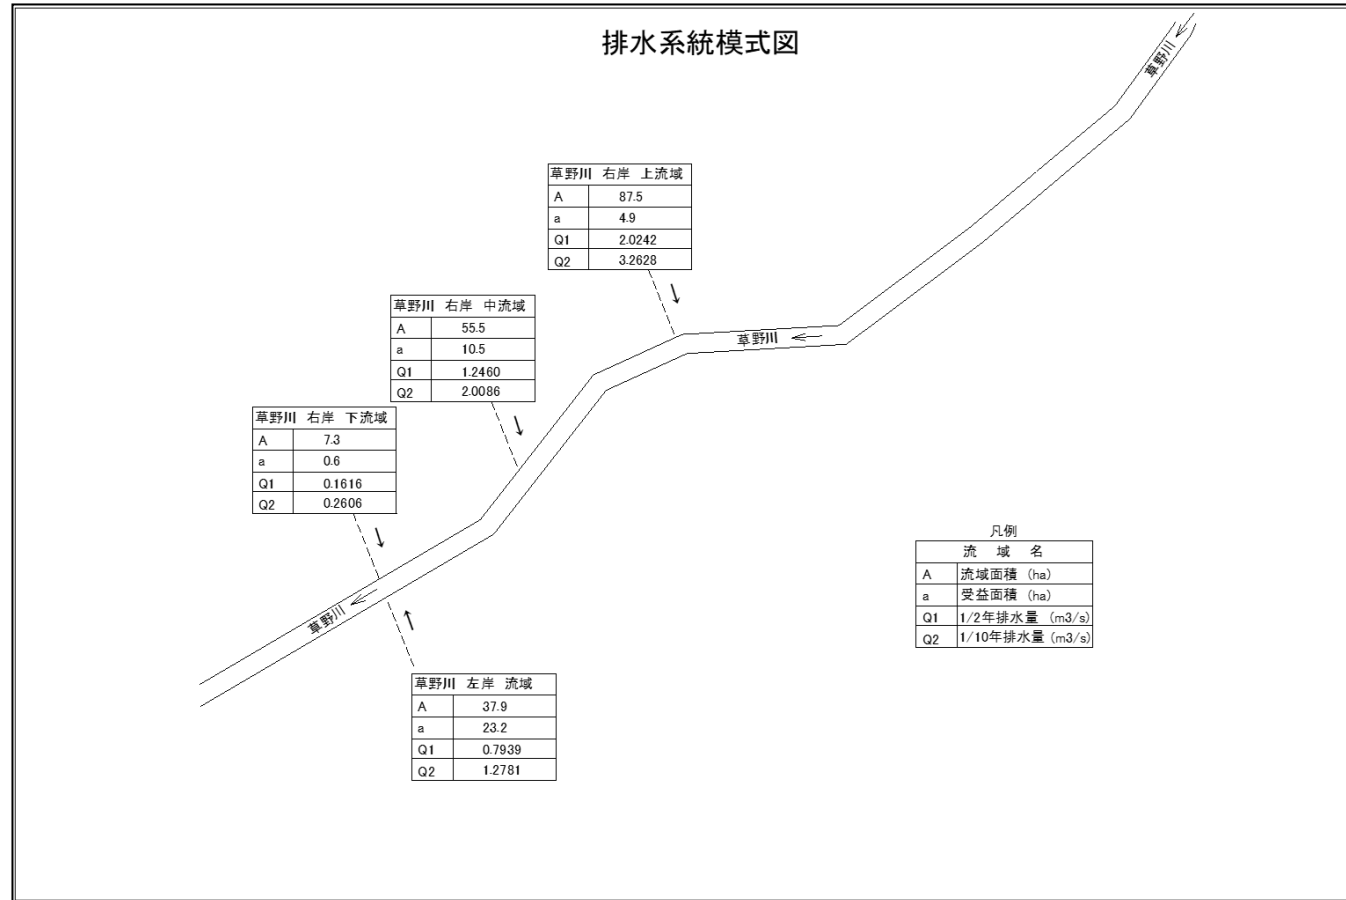 排水系統模式図
草野川
草野川 右岸 上流域
A 87.5
a 4.9
Q1 2.0242
Q2 3.2628
草野川 右岸 中流域
A 55.5
a 10.5
Q1 1.2460
Q2 2.0086
草野川
草野川 右岸 下流域
A 7.3
a 0.6
Q1 0.1616
Q2 0.2606
凡例
流 域 名
A 流域面積 (ha)
a 受益面積 (ha)
Q1 1/2年排水量 (m3/s)
Q2 1/10年排水量 (m3/s)
草野川
草野川 左岸 流域
A 37.9
a 23.2
Q1 0.7939
Q2 1.2781